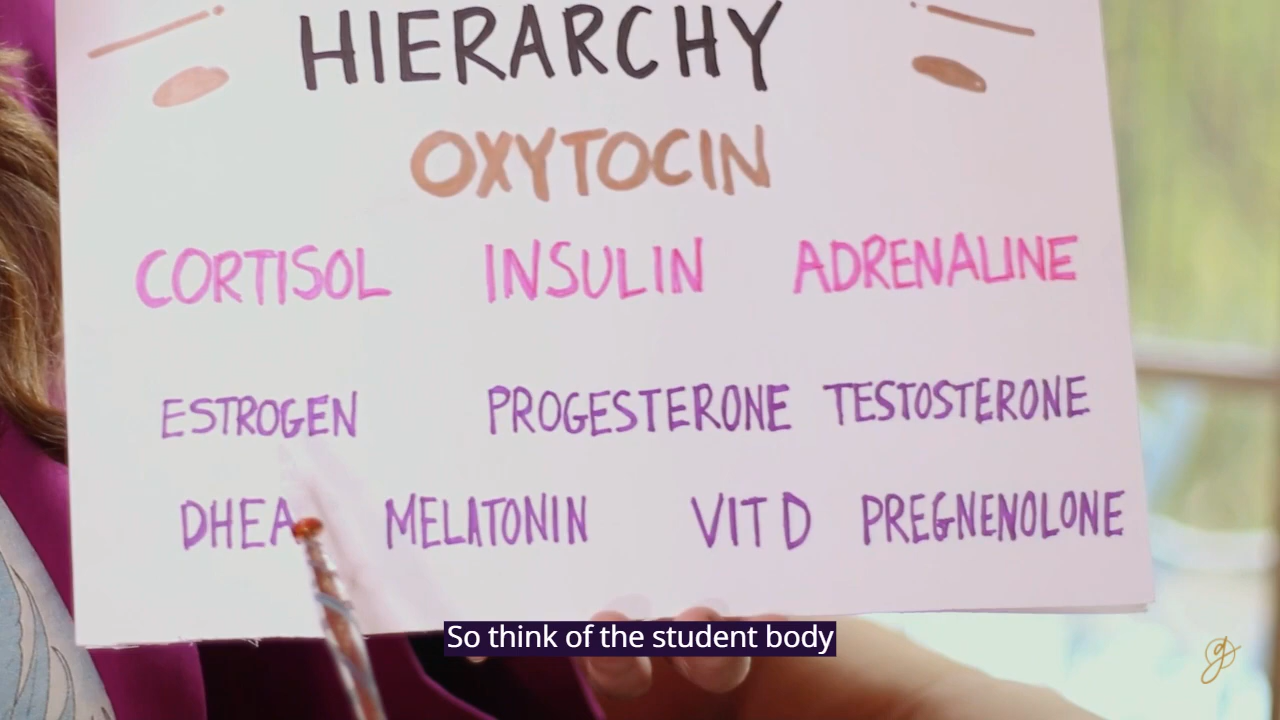 HIERARCHY
OXYTOCIN
CORTISOL INSULIN ADRENALINE
ESTROGEN PROGESTERONE TESTOSTERONE
DHEA MELATONIN VIT D PREGNENOLONE
So think of the student body